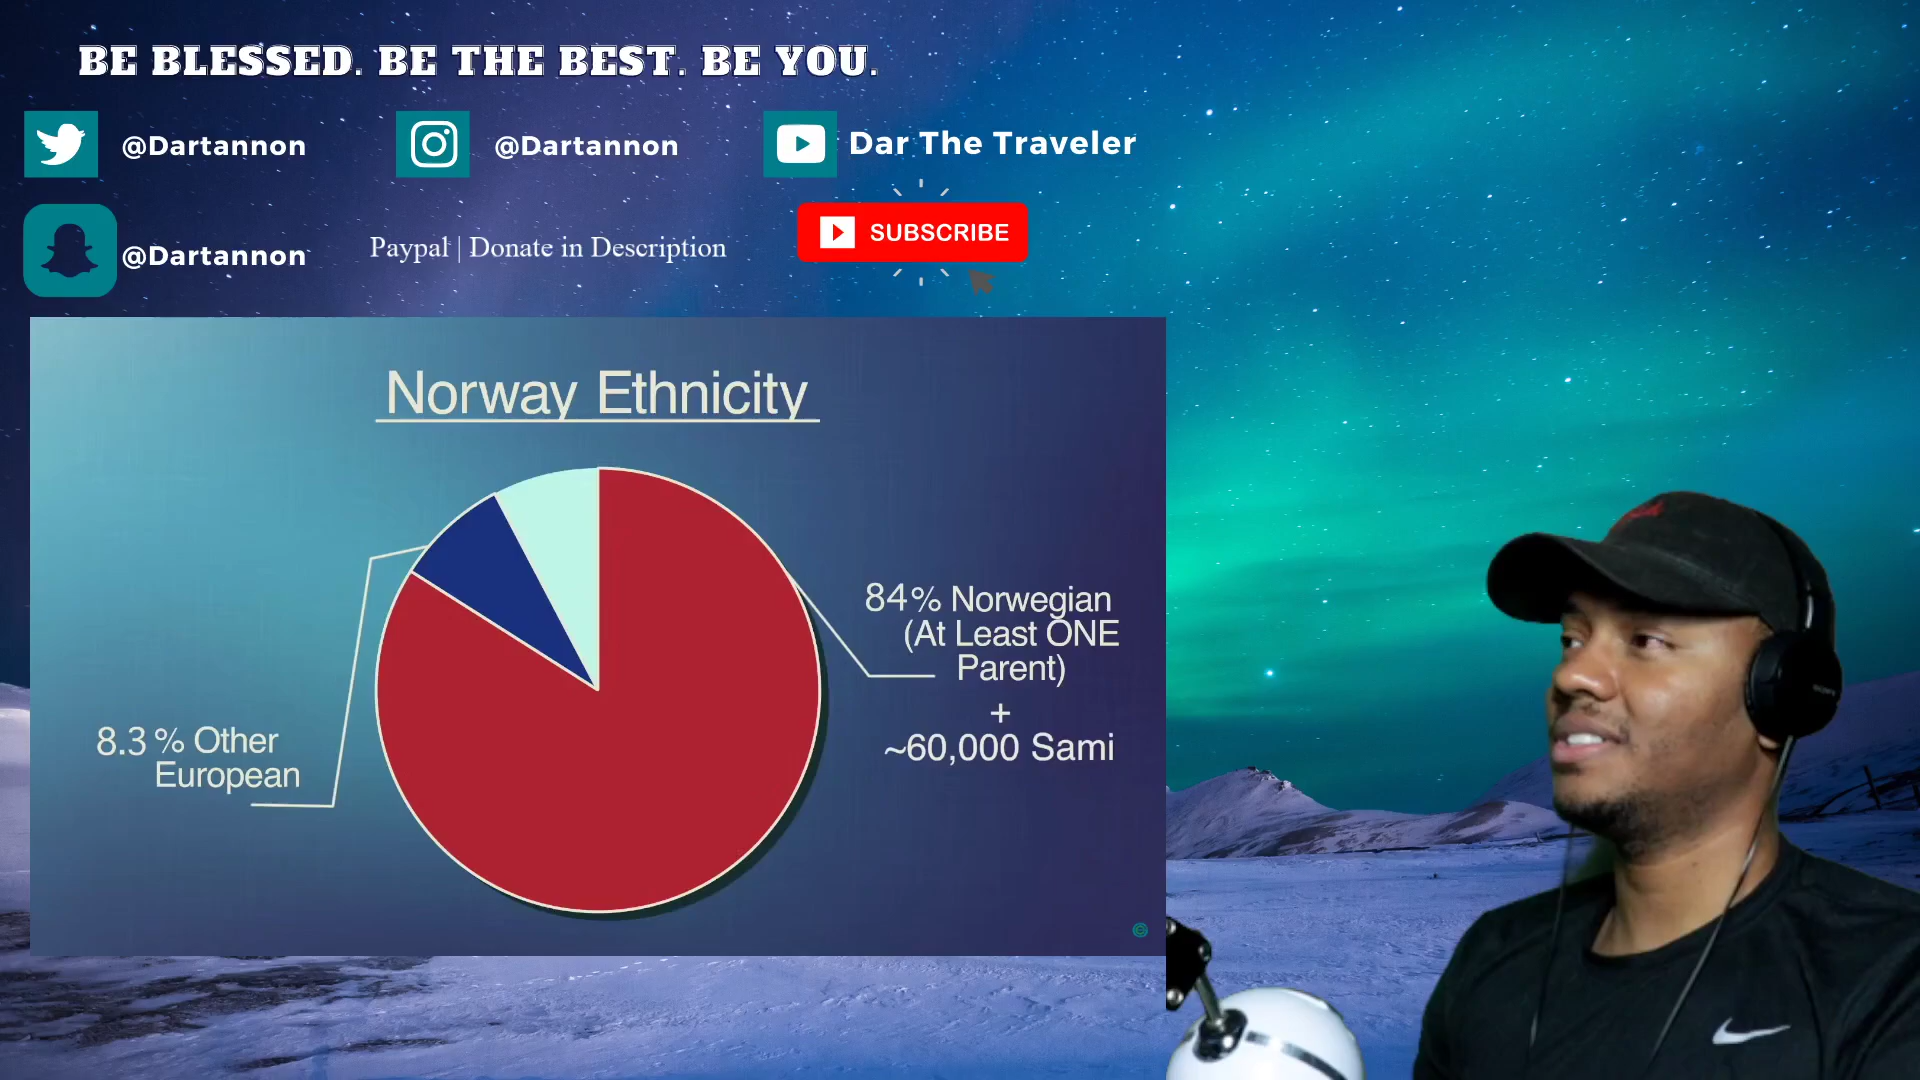 BE BLESSED. BE THE BEST. BE YOU.
@Dartannon
@Dartannon
Dar The Traveler
@Dartannon
Paypal | Donate in Description
SUBSCRIBE
Norway Ethnicity
84% Norwegian
(At Least ONE
Parent)
+
~60,000 Sami
8.3% Other
European
SONY